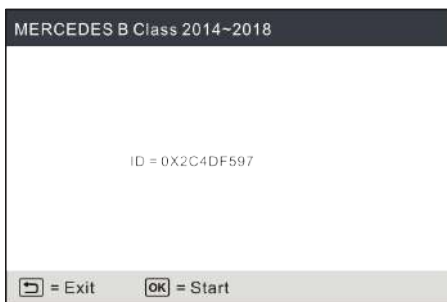 MERCEDES B Class 2014~2018
ID = 0X2C4DF597
= Exit OK = Start